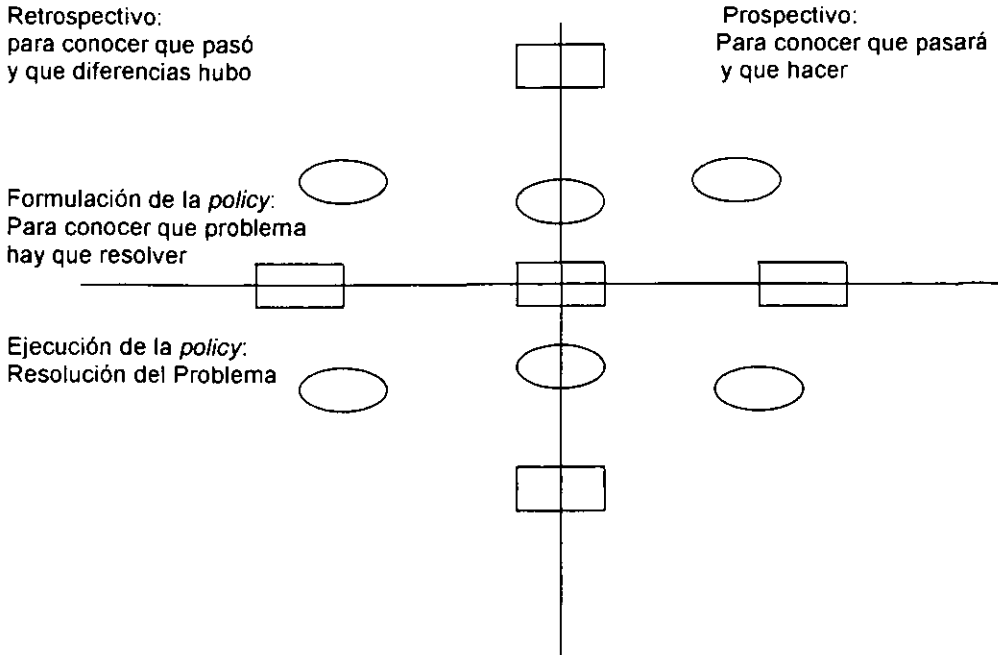 Retrospectivo:
para conocer que pasó
y que diferencias hubo
Prospectivo:
Para conocer que pasará
y que hacer
Formulación de la policy:
Para conocer que problema
hay que resolver
Ejecución de la policy:
Resolución del Problema